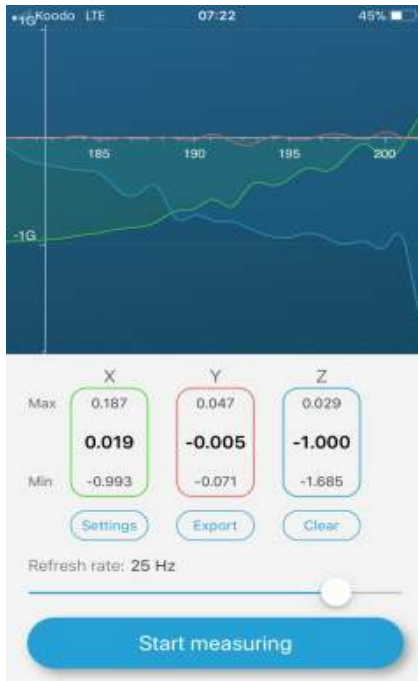 Koodo LTE 07:22 45%
1G
185 190 195 200
-1G
X Y Z
Max 0.187 0.047 0.029
0.019 -0.005 -1.000
Min -0.993 -0.071 -1.685
Settings Export Clear
Refresh rate: 25 Hz
Start measuring